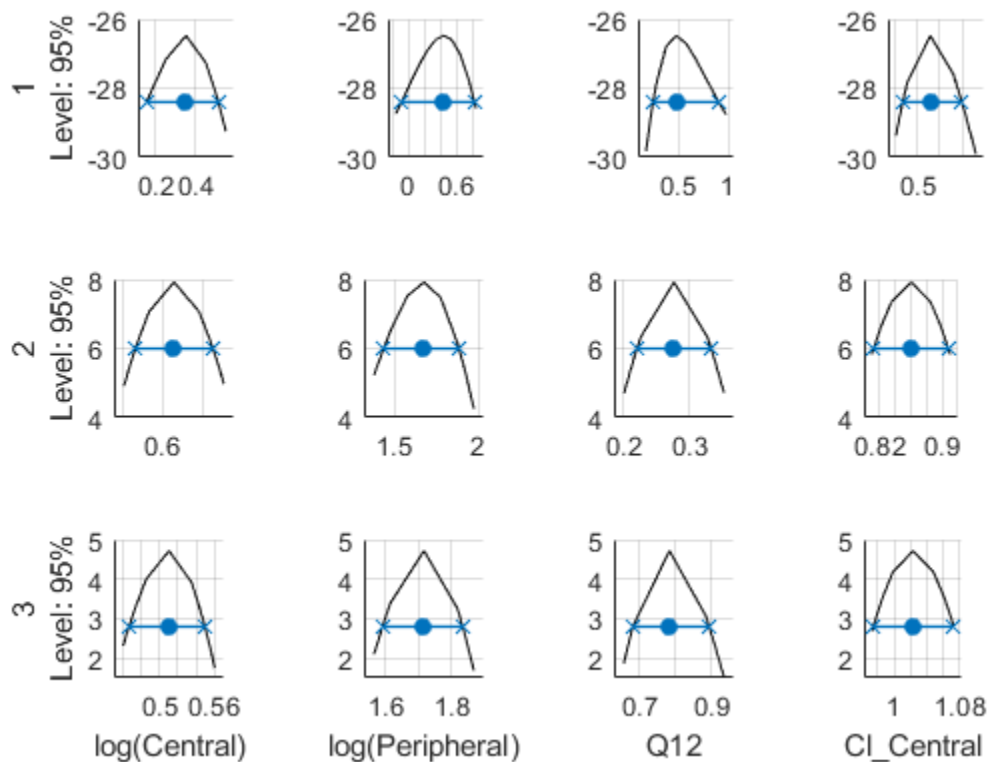 -26 -26 -26 -26
1
Level: 95%
-28 -28 -28 -28
-30 -30 -30 -30
0.2 0.4 0 0.6 0.5 1 0.5
8 8 8 8
2
Level: 95%
6 6 6 6
4 4 4 4
0.6 1.5 2 0.2 0.3 0.82 0.9
5 5 5 5
3
Level: 95%
4 4 4 4
3 3 3 3
2 2 2 2
0.5 0.56 1.6 1.8 0.7 0.9 1 1.08
log(Central) log(Peripheral) Q12 Cl_Central